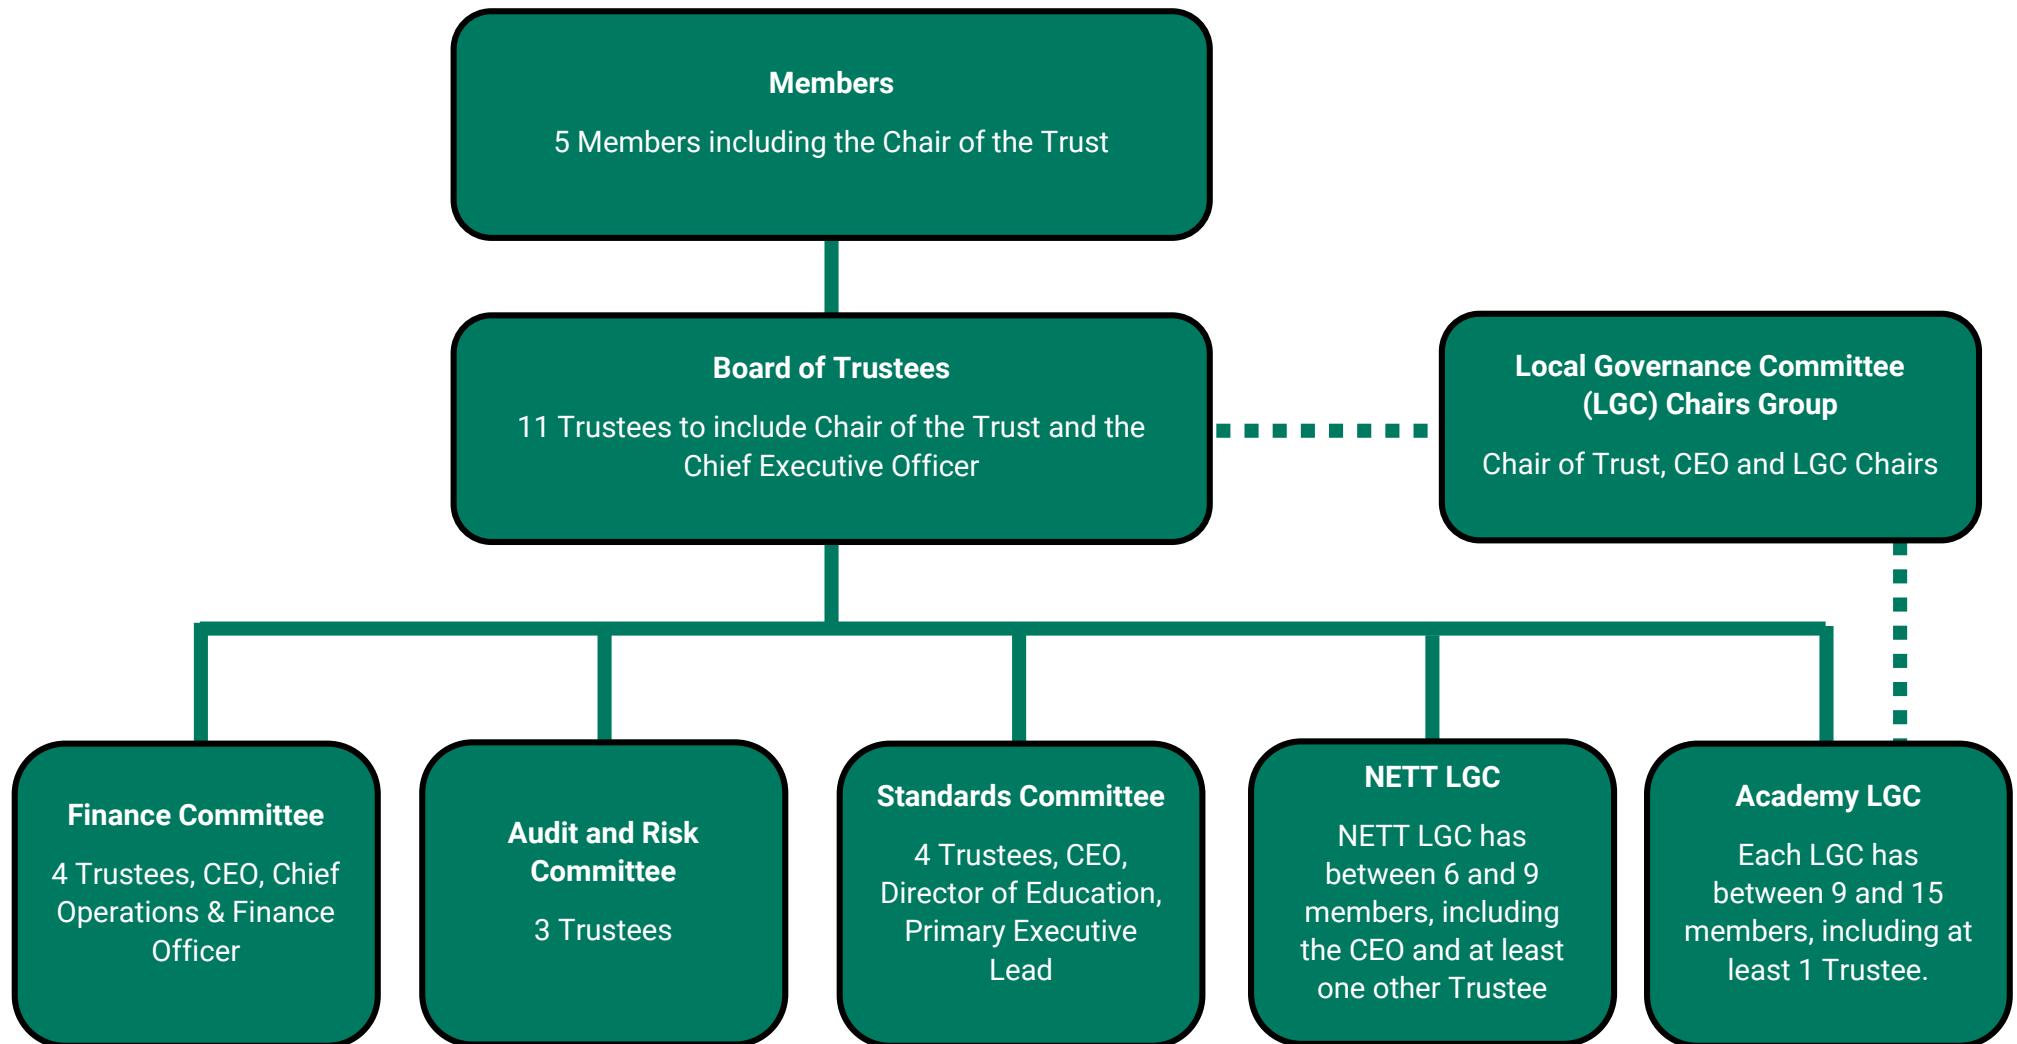 Members
5 Members including the Chair of the Trust
Board of Trustees
11 Trustees to include Chair of the Trust and the
Chief Executive Officer
Local Governance Committee
(LGC) Chairs Group
Chair of Trust, CEO and LGC Chairs
Finance Committee
4 Trustees, CEO, Chief
Operations & Finance
Officer
Audit and Risk
Committee
3 Trustees
Standards Committee
4 Trustees, CEO,
Director of Education,
Primary Executive
Lead
NETT LGC
NETT LGC has
between 6 and 9
members, including
the CEO and at least
one other Trustee
Academy LGC
Each LGC has
between 9 and 15
members, including at
least 1 Trustee.